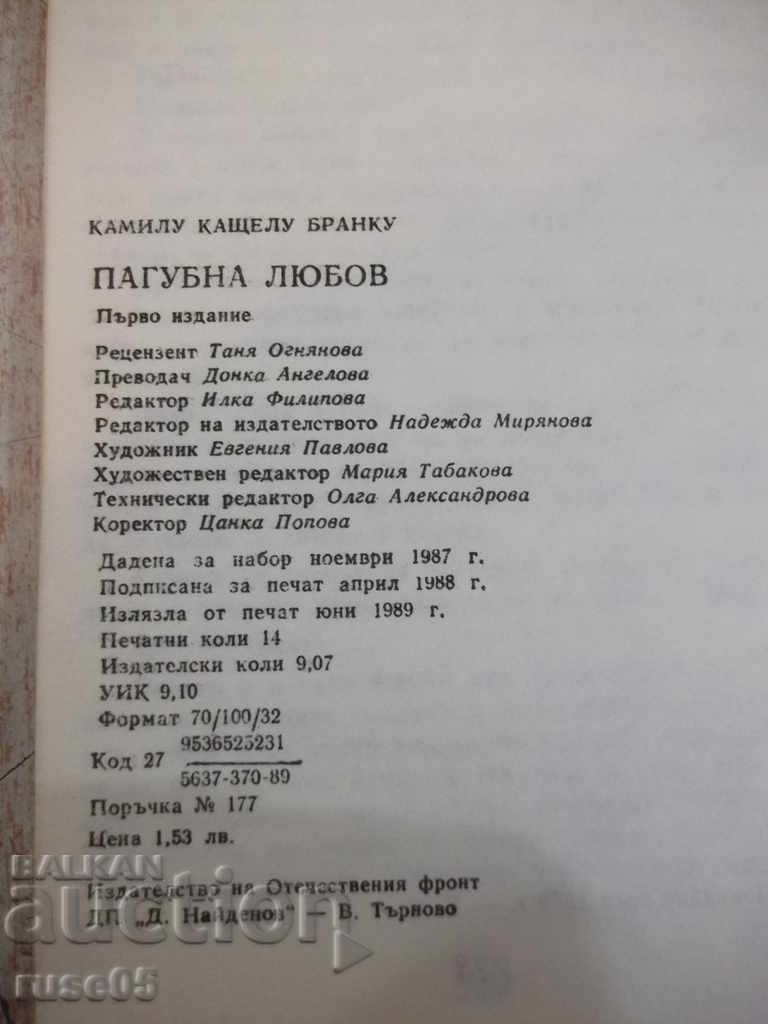 КАМИЛУ КАЩЕЛУ БРАНКУ
ПАГУБНА ЛЮБОВ
Първо издание
Рецензент Таня Огнянова
Преводач Донка Ангелова
Редактор Илка Филипова
Редактор на издателството Надежда Мирянова
Художник Евгения Павлова
Художествен редактор Мария Табакова
Технически редактор Олга Александрова
Коректор Цанка Попова
Дадена за набор ноември 1987 г.
Подписана за печат април 1988 г.
Излязла от печат юни 1989 г.
Печатни коли 14
Издателски коли 9,07
УИК 9,10
Формат 70/100/32
Код 27 9536525231
5637-370-89
Поръчка № 177
Цена 1,53 лв.
Издателство на Отечествения фронт
ДП „Д. Найденов" — В. Търново
BALKAN
auction
ruse05